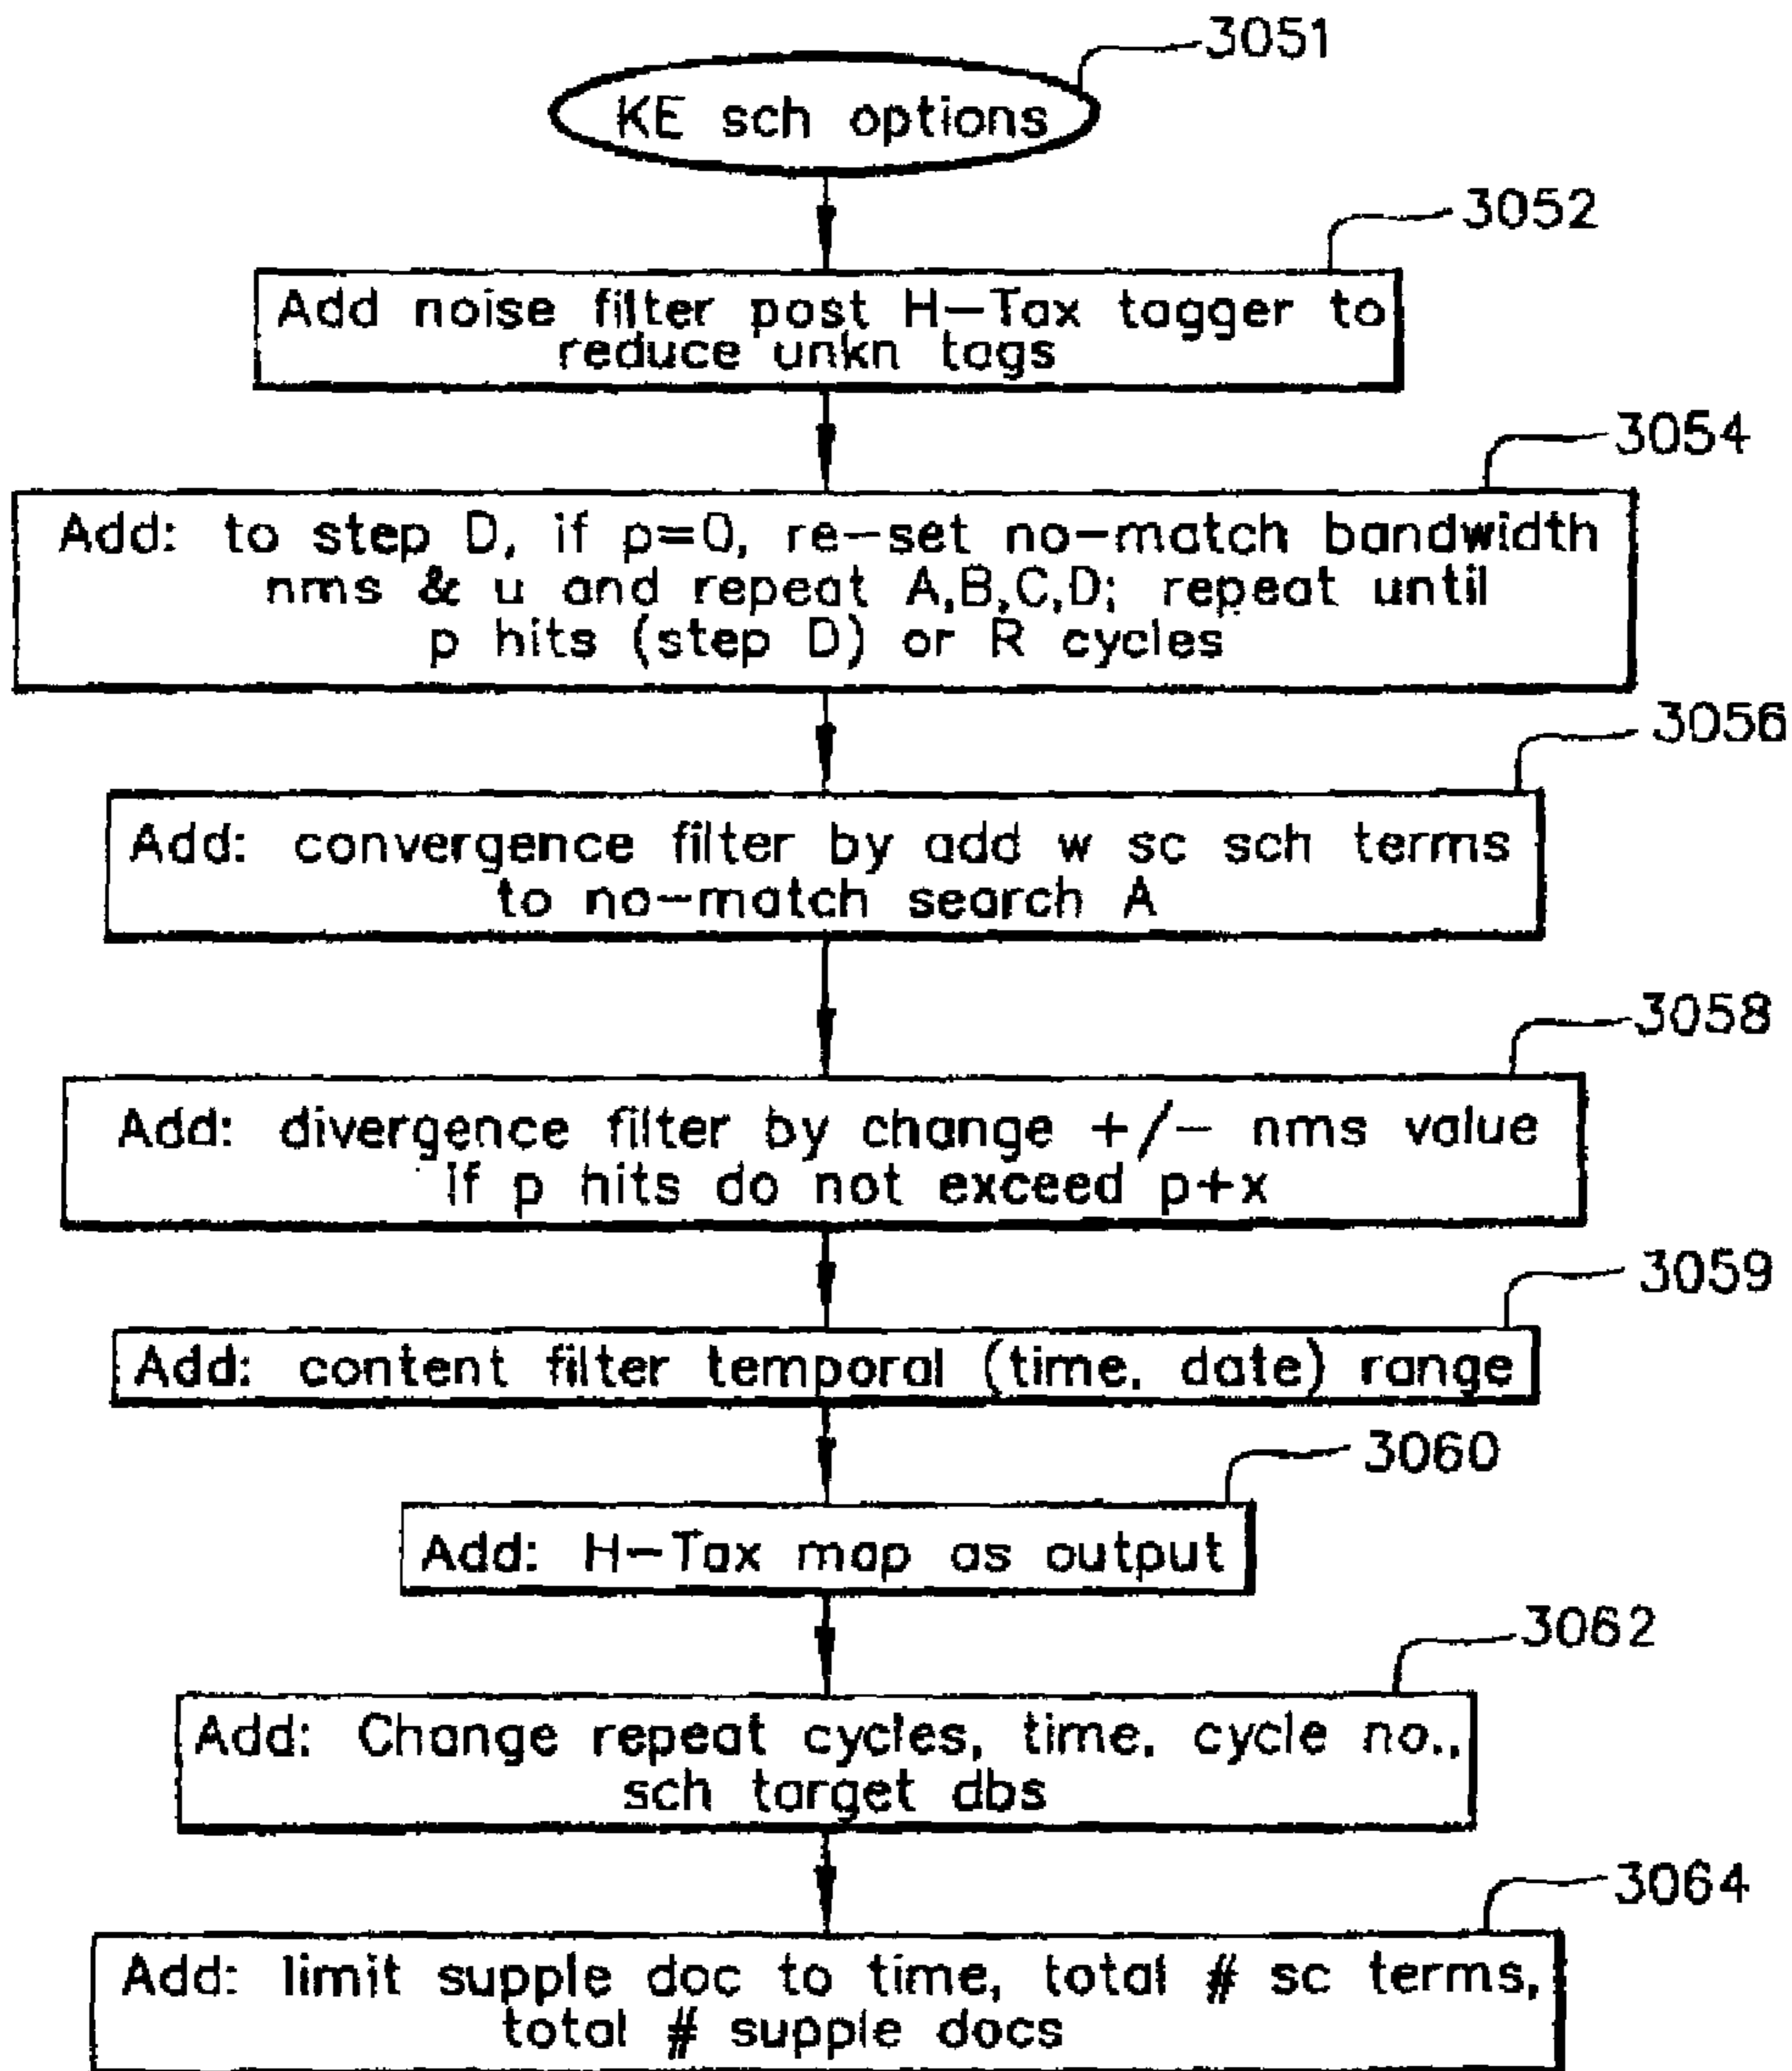 3051
KE sch options
3052
Add noise filter post H-Tax tagger to
reduce unkn tags
3054
Add: to step D, if p=0, re-set no-match bandwidth
nms & u and repeat A,B,C,D; repeat until
p hits (step D) or R cycles
3056
Add: convergence filter by add w sc sch terms
to no-match search A
3058
Add: divergence filter by change +/- nms value
if p hits do not exceed p+x
3059
Add: content filter temporal (time, date) range
3060
Add: H-Tax map as output
3062
Add: Change repeat cycles, time, cycle no.,
sch target dbs
3064
Add: limit supple doc to time, total # sc terms,
total # supple docs